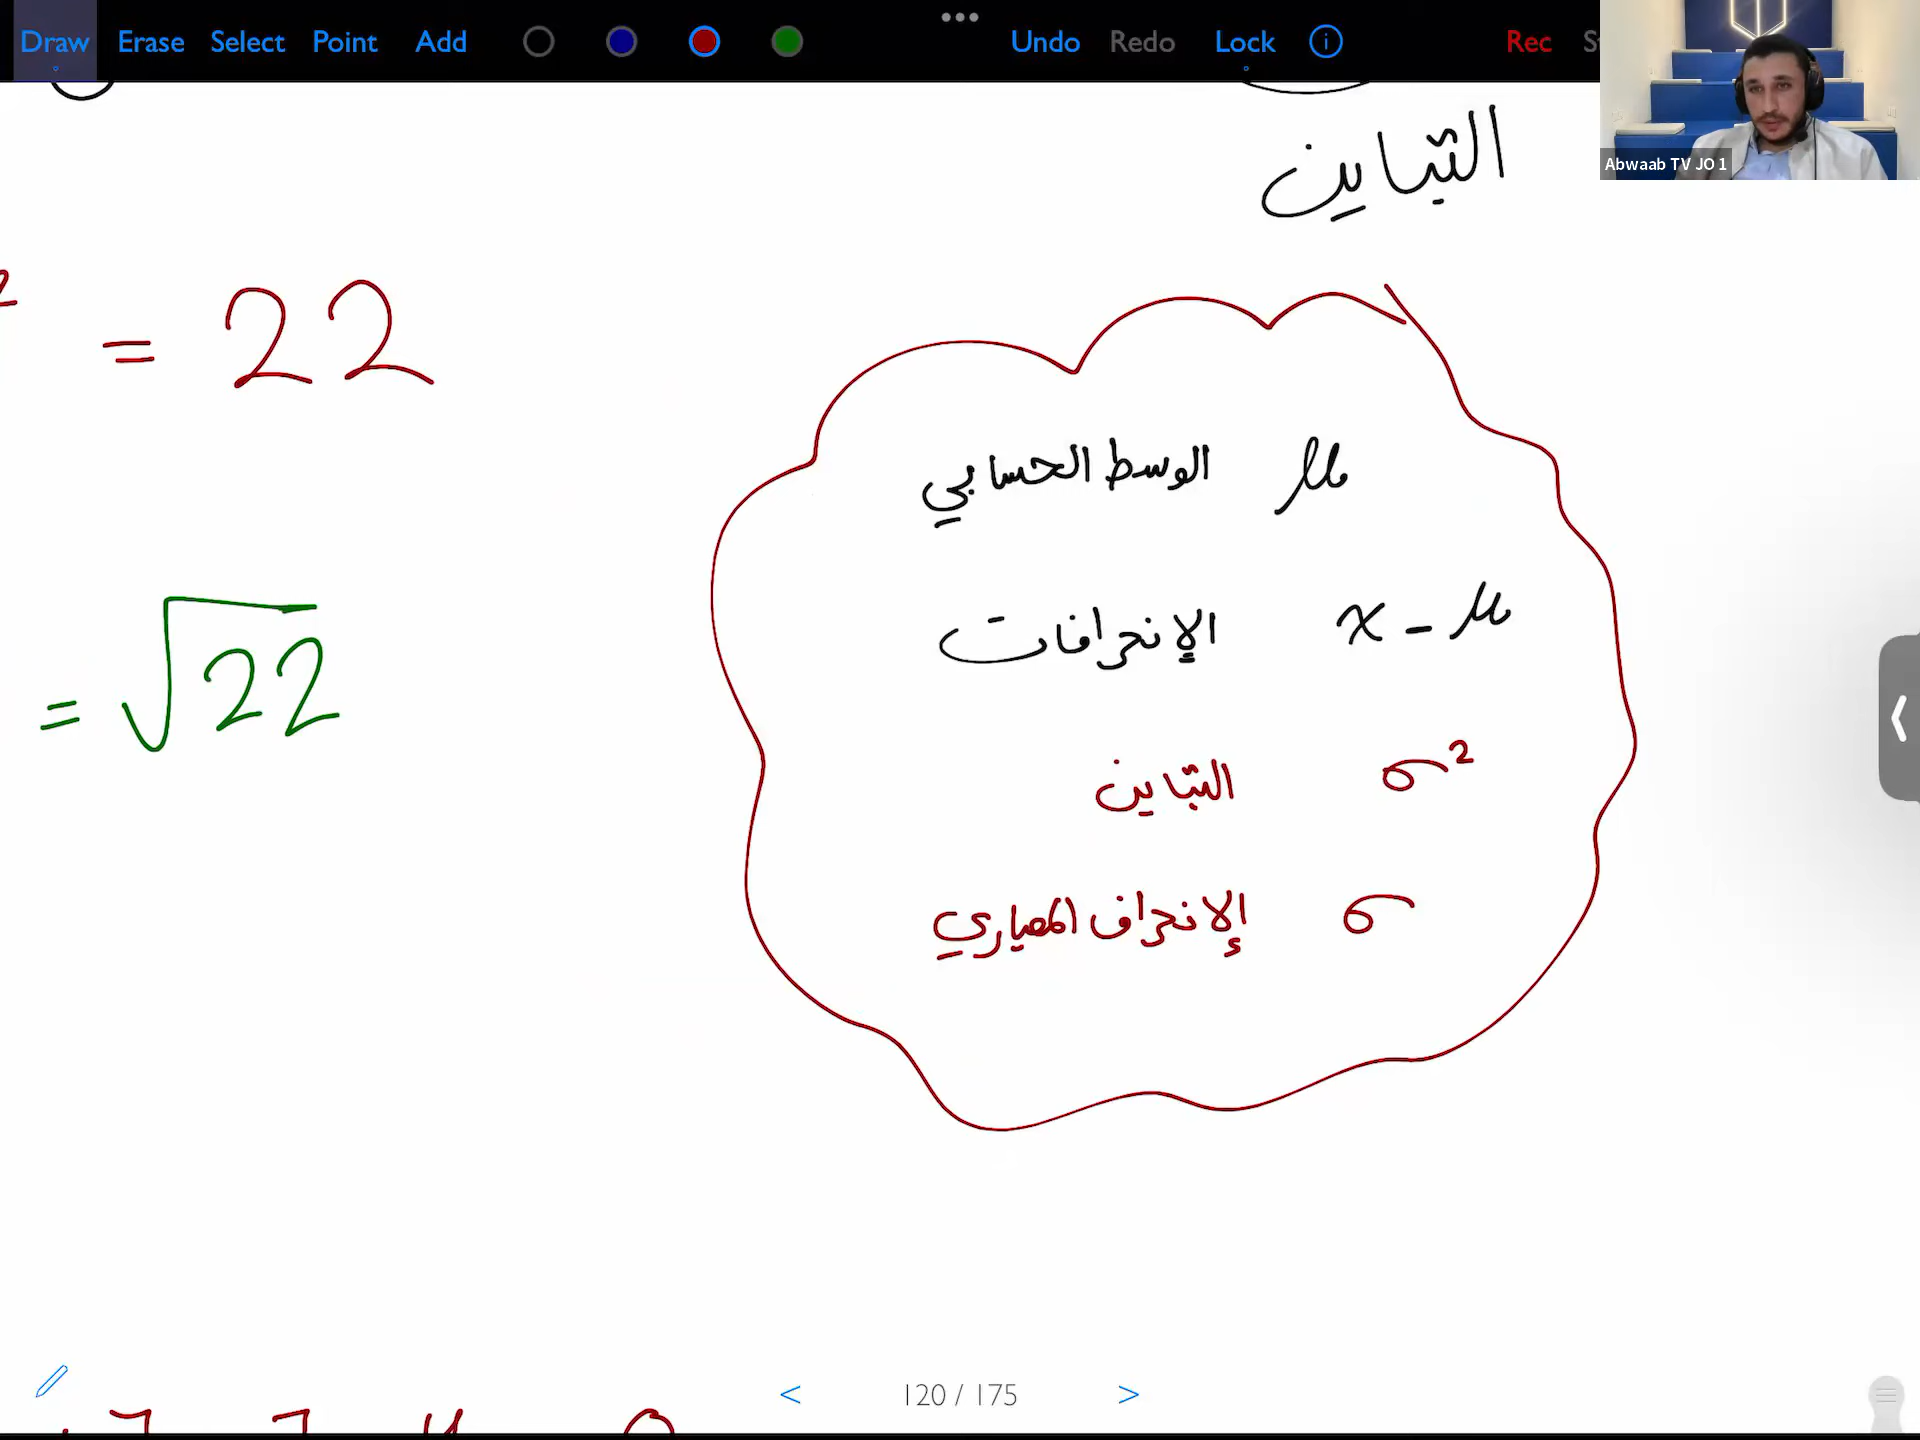 Draw Erase Select Point Add Undo Redo Lock Rec
Abwaab TV JO 1
التباين
² = 22
μ الوسط الحسابي
x - μ الإنحرافات
= √22
σ² التباين
σ الإنحراف المعياري
< 120 / 175 >